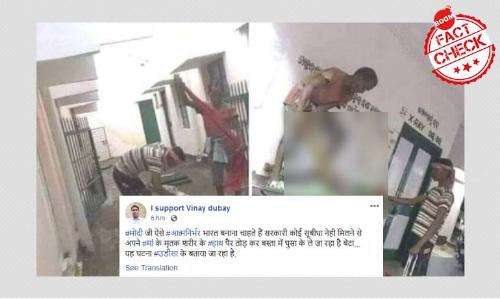 BOOM
FACT
CHECK
X-RAY
I support Vinay dubay
6 hrs
#मोदी जी ऐसे #आत्मनिर्भर भारत बनाना चाहते हैं सरकारी कोई सूबीधा नेही मिलने से
अपने #मां के मृतक शरीर के #हाथ पैर तोड़ कर बस्ता में घुसा के ले जा रहा है बेटा...
यह घटना #उडीसा के बताया जा रहा है.
See Translation